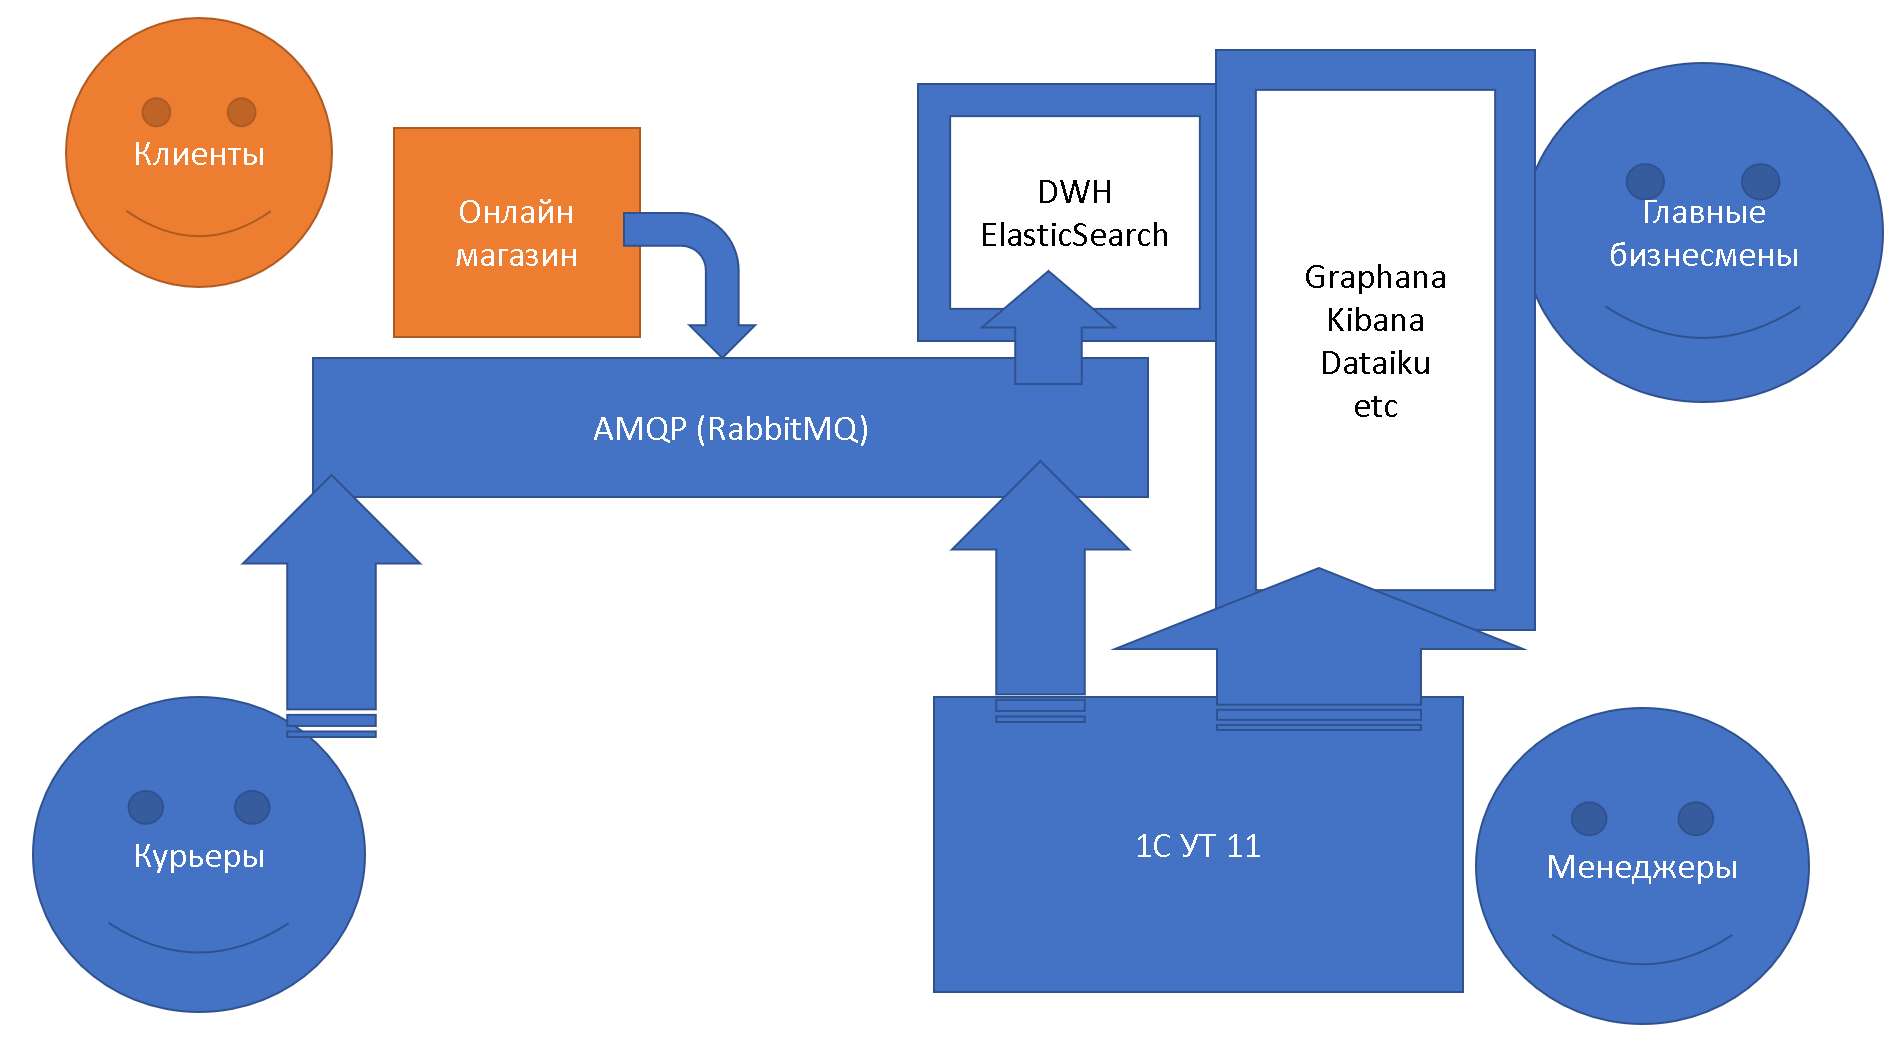 Клиенты
Онлайн
магазин
DWH
ElasticSearch
Graphana
Kibana
Dataiku
etc
Главные
бизнесмены
AMQP (RabbitMQ)
Курьеры
1С УТ 11
Менеджеры